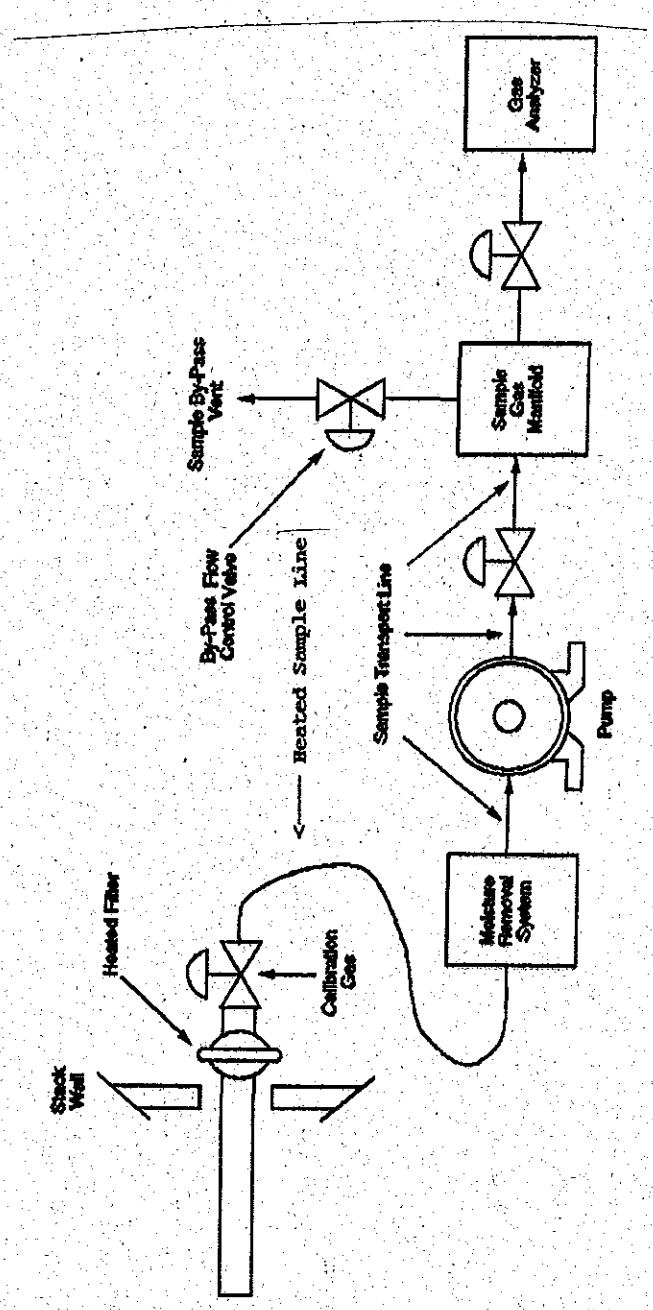 Stack
Wall
Heated Filter
Calibration
Gas
<------ Heated Sample Line
By-Pass Flow
Control Valve
Sample By-Pass
Vent
Moisture
Removal
System
Sample Transport Line
Pump
Sample
Gas
Manifold
Gas
Analyzer